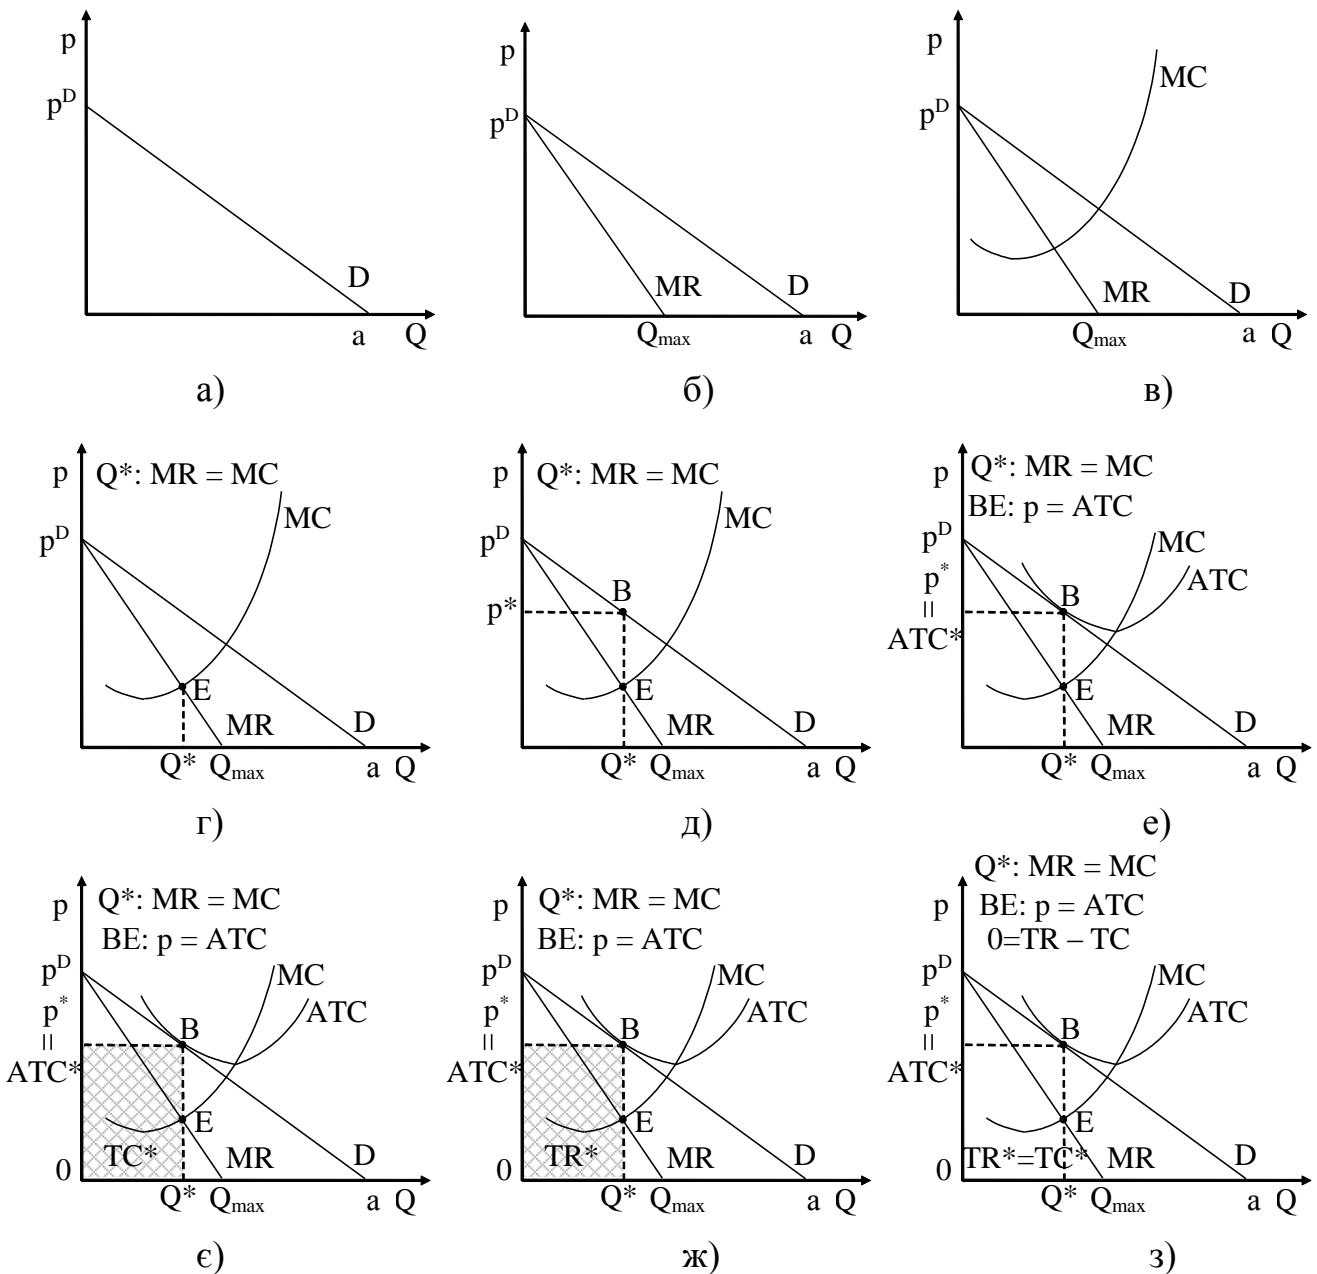 p
p^D
D
a Q
а)
p
p^D
MR
D
Q_max
a Q
б)
p
MC
p^D
MR
D
Q_max
a Q
в)
p
Q*: MR = MC
MC
p^D
E
MR
D
Q* Q_max
a Q
г)
p
Q*: MR = MC
MC
p^D
B
p*
E
MR
D
Q* Q_max
a Q
д)
Q*: MR = MC
p
BE: p = ATC
p^D
MC
p*
ATC
=
B
ATC*
E
MR
D
Q* Q_max
a Q
е)
Q*: MR = MC
p
BE: p = ATC
p^D
MC
p*
ATC
=
B
ATC*
E
TC*
MR
D
0
Q* Q_max
a Q
є)
Q*: MR = MC
p
BE: p = ATC
p^D
MC
p*
ATC
=
B
ATC*
E
TR*
MR
D
0
Q* Q_max
a Q
ж)
Q*: MR = MC
p
BE: p = ATC
0=TR – TC
p^D
MC
p*
ATC
=
B
ATC*
E
TR*=TC*
MR
D
0
Q* Q_max
a Q
з)